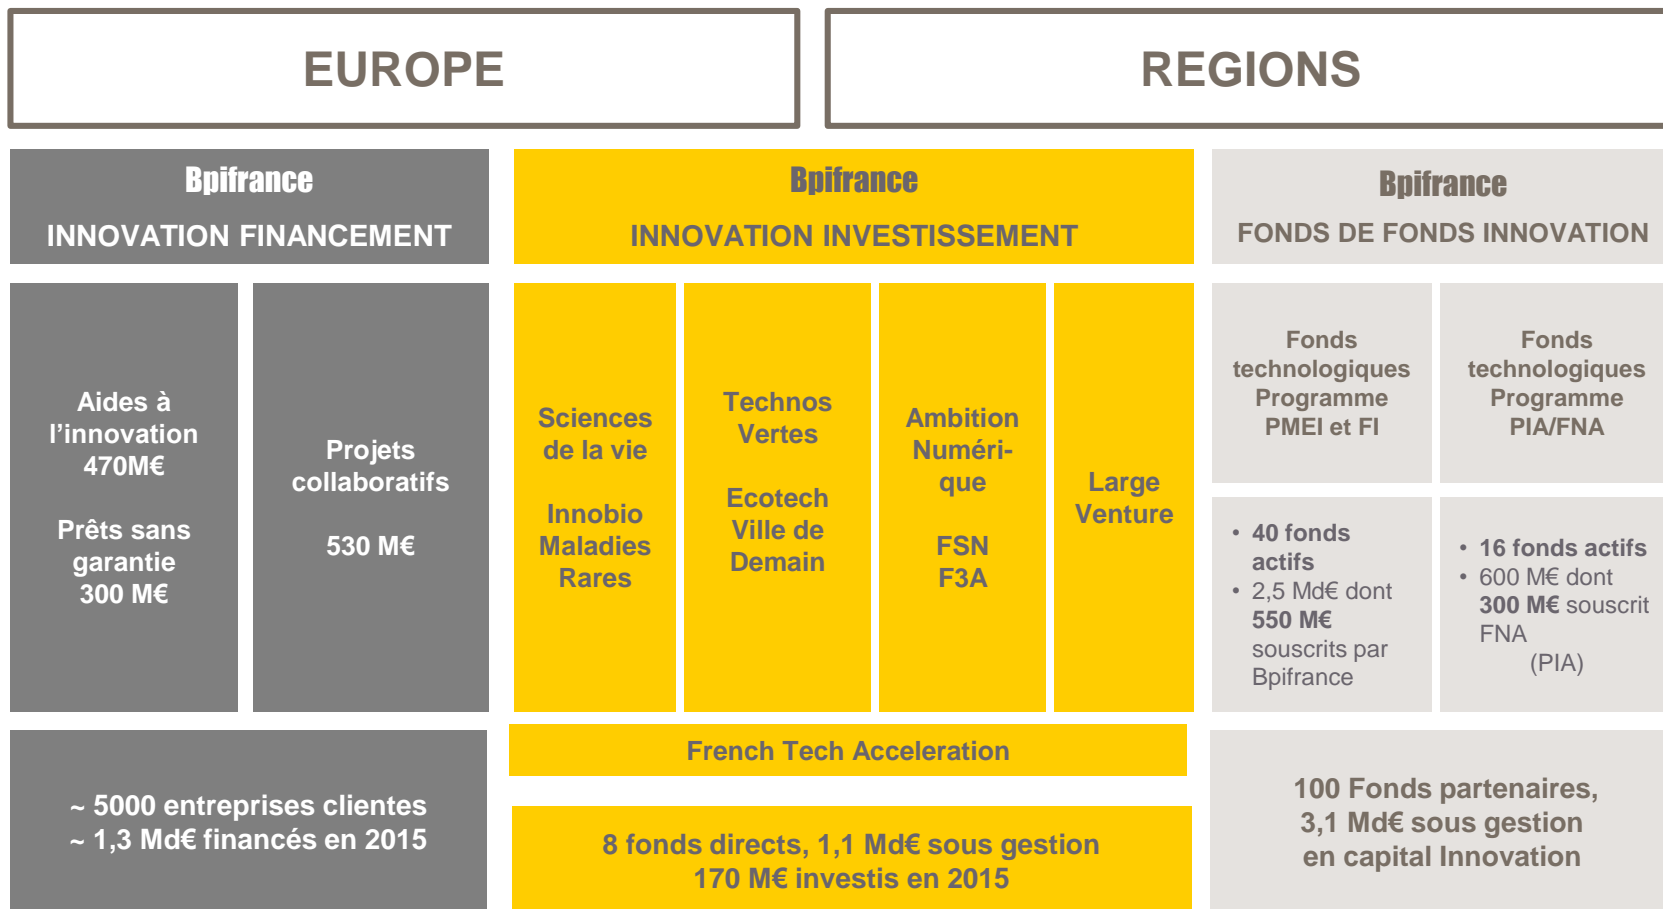 EUROPE
REGIONS
Bpifrance
INNOVATION FINANCEMENT
Aides à
l'innovation
470M€
Prêts sans
garantie
300 M€
Projets
collaboratifs
530 M€
~ 5000 entreprises clientes
~ 1,3 Md€ financés en 2015
Bpifrance
INNOVATION INVESTISSEMENT
Sciences
de la vie
Innobio
Maladies
Rares
Technos
Vertes
Ecotech
Ville de
Demain
Ambition
Numéri-
que
FSN
F3A
Large
Venture
French Tech Acceleration
8 fonds directs, 1,1 Md€ sous gestion
170 M€ investis en 2015
Bpifrance
FONDS DE FONDS INNOVATION
Fonds
technologiques
Programme
PMEI et FI
• 40 fonds
actifs
• 2,5 Md€ dont
550 M€
souscrits par
Bpifrance
Fonds
technologiques
Programme
PIA/FNA
• 16 fonds actifs
• 600 M€ dont
300 M€ souscrit
FNA
(PIA)
100 Fonds partenaires,
3,1 Md€ sous gestion
en capital Innovation